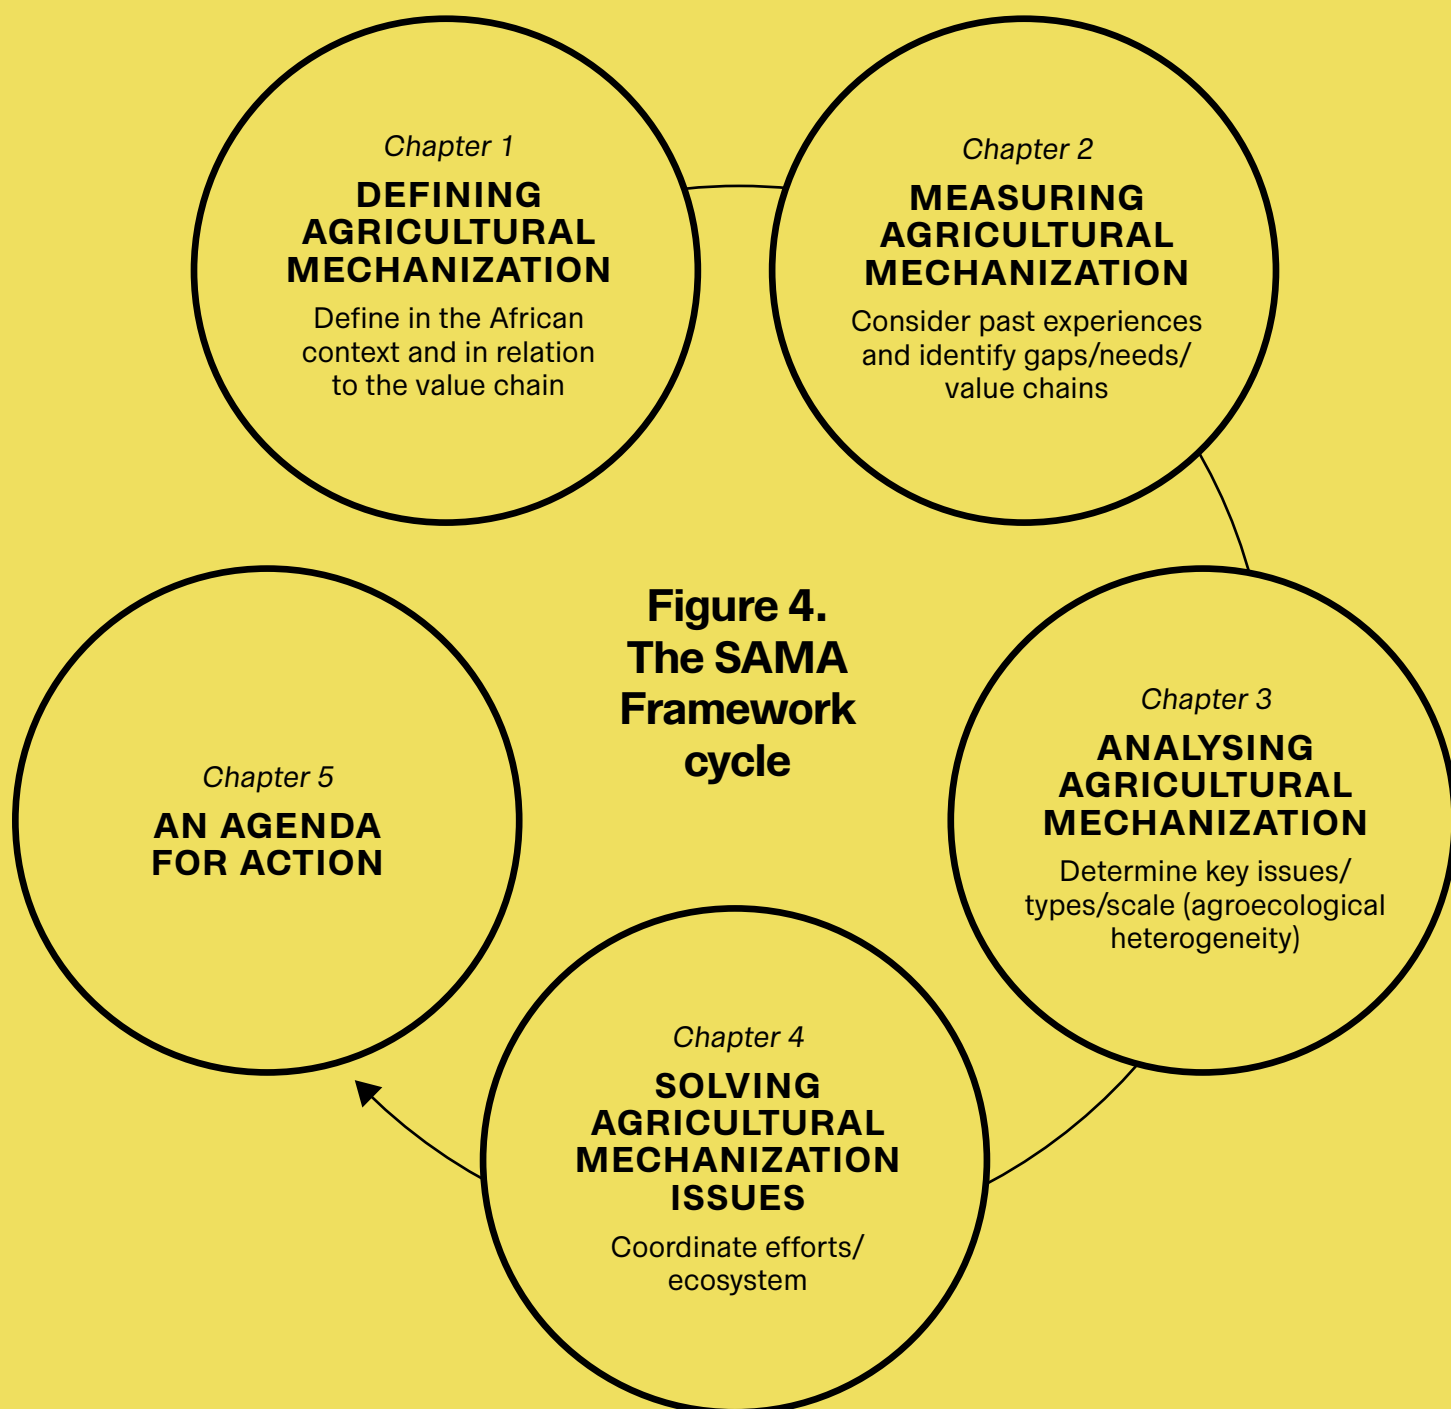 Chapter 1
DEFINING
AGRICULTURAL
MECHANIZATION
Define in the African
context and in relation
to the value chain
Chapter 2
MEASURING
AGRICULTURAL
MECHANIZATION
Consider past experiences
and identify gaps/needs/
value chains
Figure 4.
The SAMA
Framework
cycle
Chapter 3
ANALYSING
AGRICULTURAL
MECHANIZATION
Determine key issues/
types/scale (agroecological
heterogeneity)
Chapter 4
SOLVING
AGRICULTURAL
MECHANIZATION
ISSUES
Coordinate efforts/
ecosystem
Chapter 5
AN AGENDA
FOR ACTION